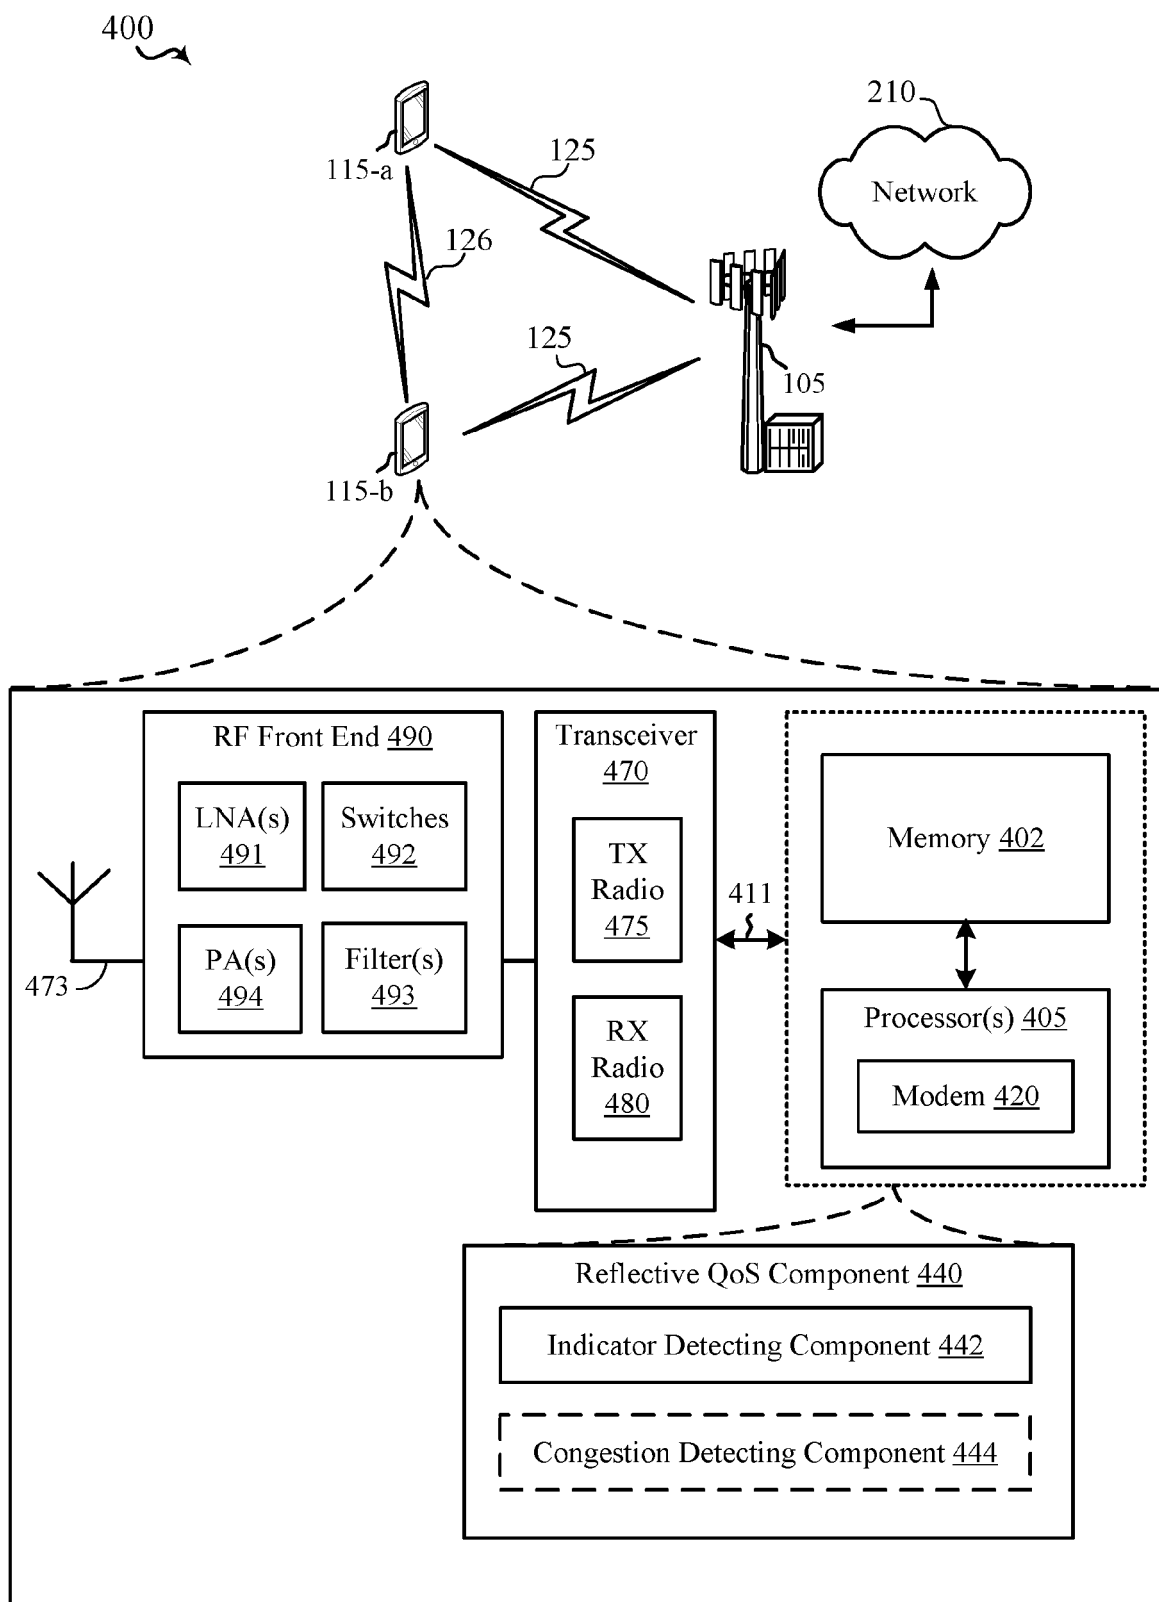 400
210
115-a
125
Network
126
125
105
115-b
RF Front End 490
LNA(s)
491
Switches
492
PA(s)
494
Filter(s)
493
473
Transceiver
470
TX
Radio
475
RX
Radio
480
411
Memory 402
Processor(s) 405
Modem 420
Reflective QoS Component 440
Indicator Detecting Component 442
Congestion Detecting Component 444